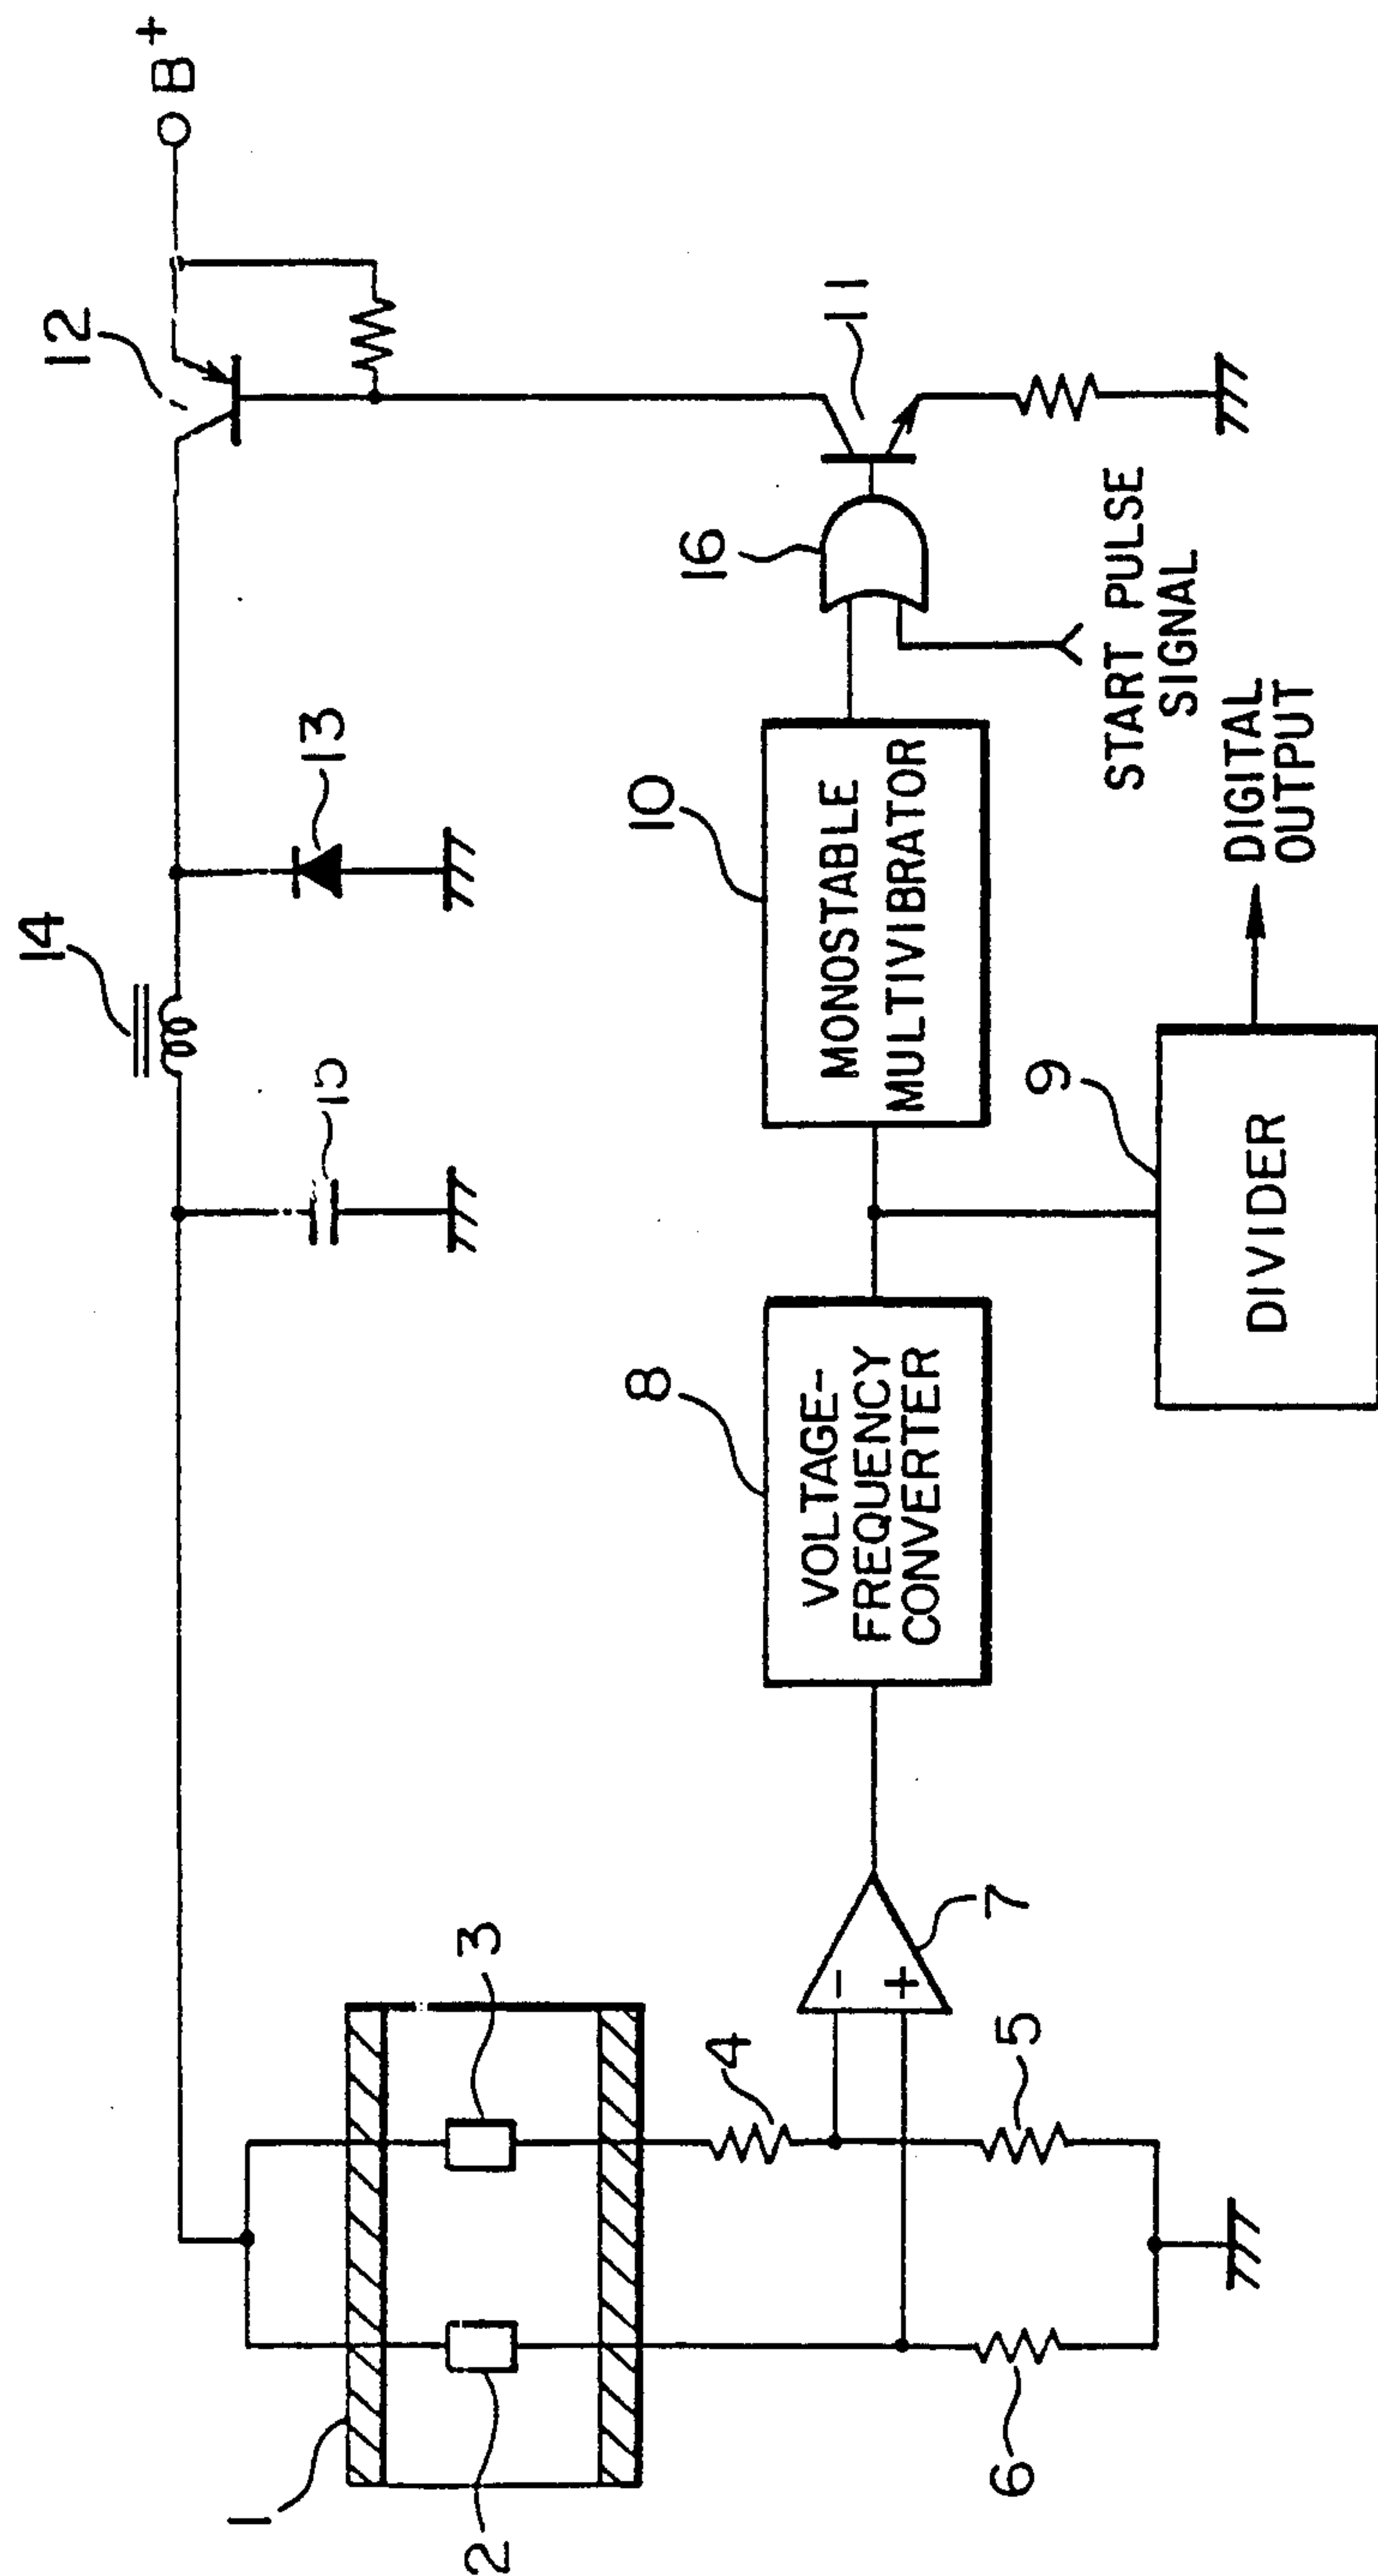 B+
12
14
13
15
11
16
START PULSE
SIGNAL
10
MONOSTABLE
MULTIVIBRATOR
DIGITAL
OUTPUT
9
DIVIDER
8
VOLTAGE-
FREQUENCY
CONVERTER
7
-
+
3
4
5
1
2
6